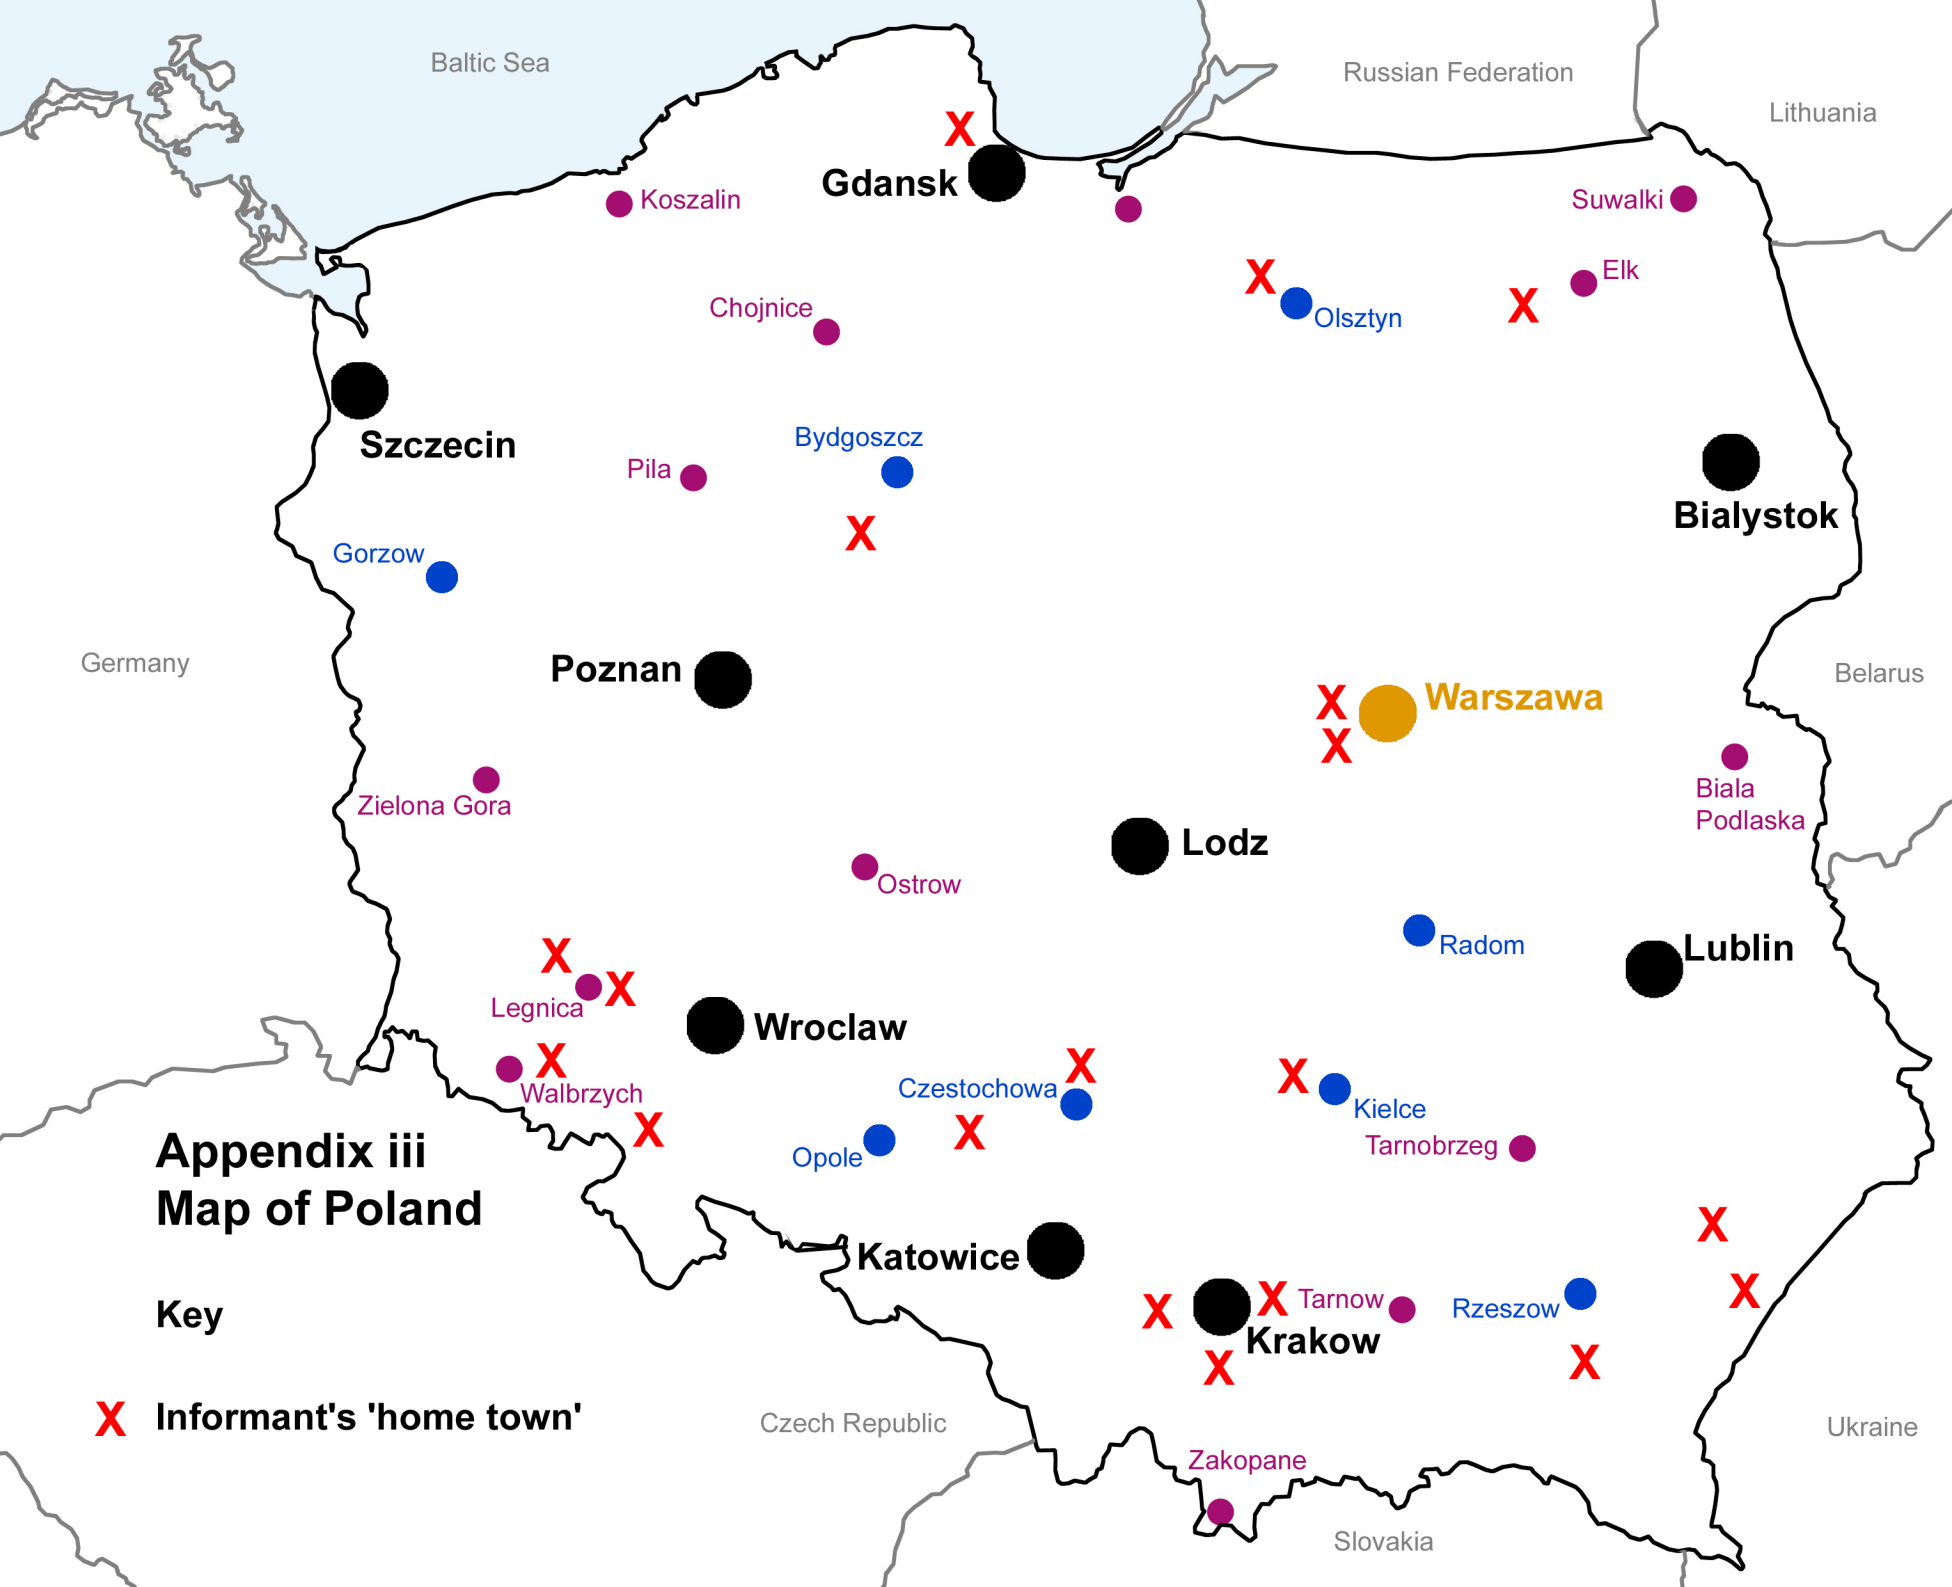 Baltic Sea
Russian Federation
Lithuania
X
Gdansk
Koszalin
Suwalki
X
Elk
X
Olsztyn
Chojnice
Szczecin
Bydgoszcz
Pila
X
Bialystok
Gorzow
Germany
Poznan
X
Warszawa
X
Belarus
Biala
Podlaska
Zielona Gora
Lodz
Ostrow
Radom
Lublin
X
X
Legnica
Wroclaw
X
Walbrzych
X
Czestochowa
X
X
Opole
X
Kielce
Tarnobrzeg
Appendix iii
Map of Poland
X
X
Katowice
X
X
Tarnow
Krakow
X
Rzeszow
X
Key
X Informant's 'home town'
Czech Republic
Ukraine
Zakopane
Slovakia